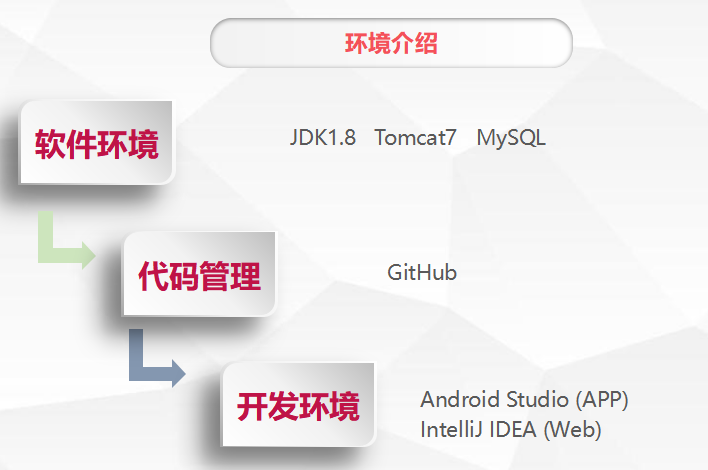 环境介绍
软件环境
JDK1.8 Tomcat7 MySQL
代码管理
GitHub
开发环境
Android Studio (APP)
IntelliJ IDEA (Web)